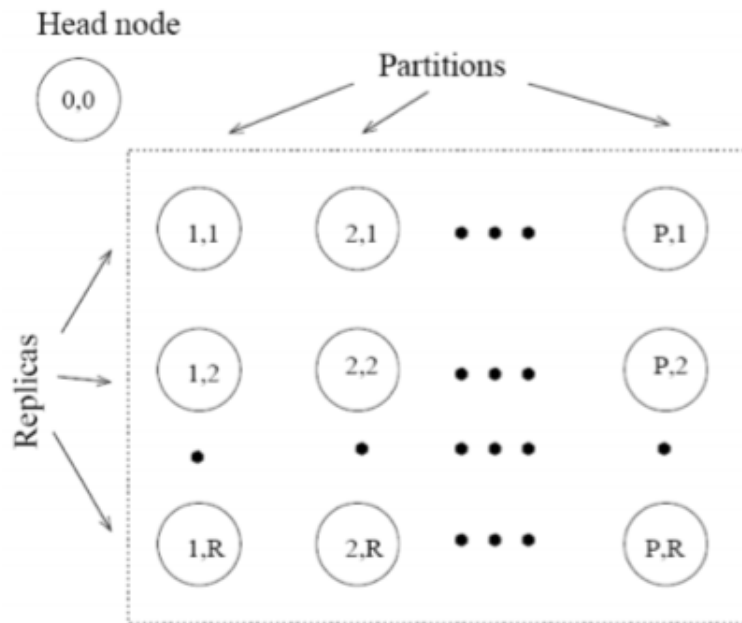 Head node
0,0
Partitions
1,1 2,1 P,1
Replicas
1,2 2,2 P,2
1,R 2,R P,R